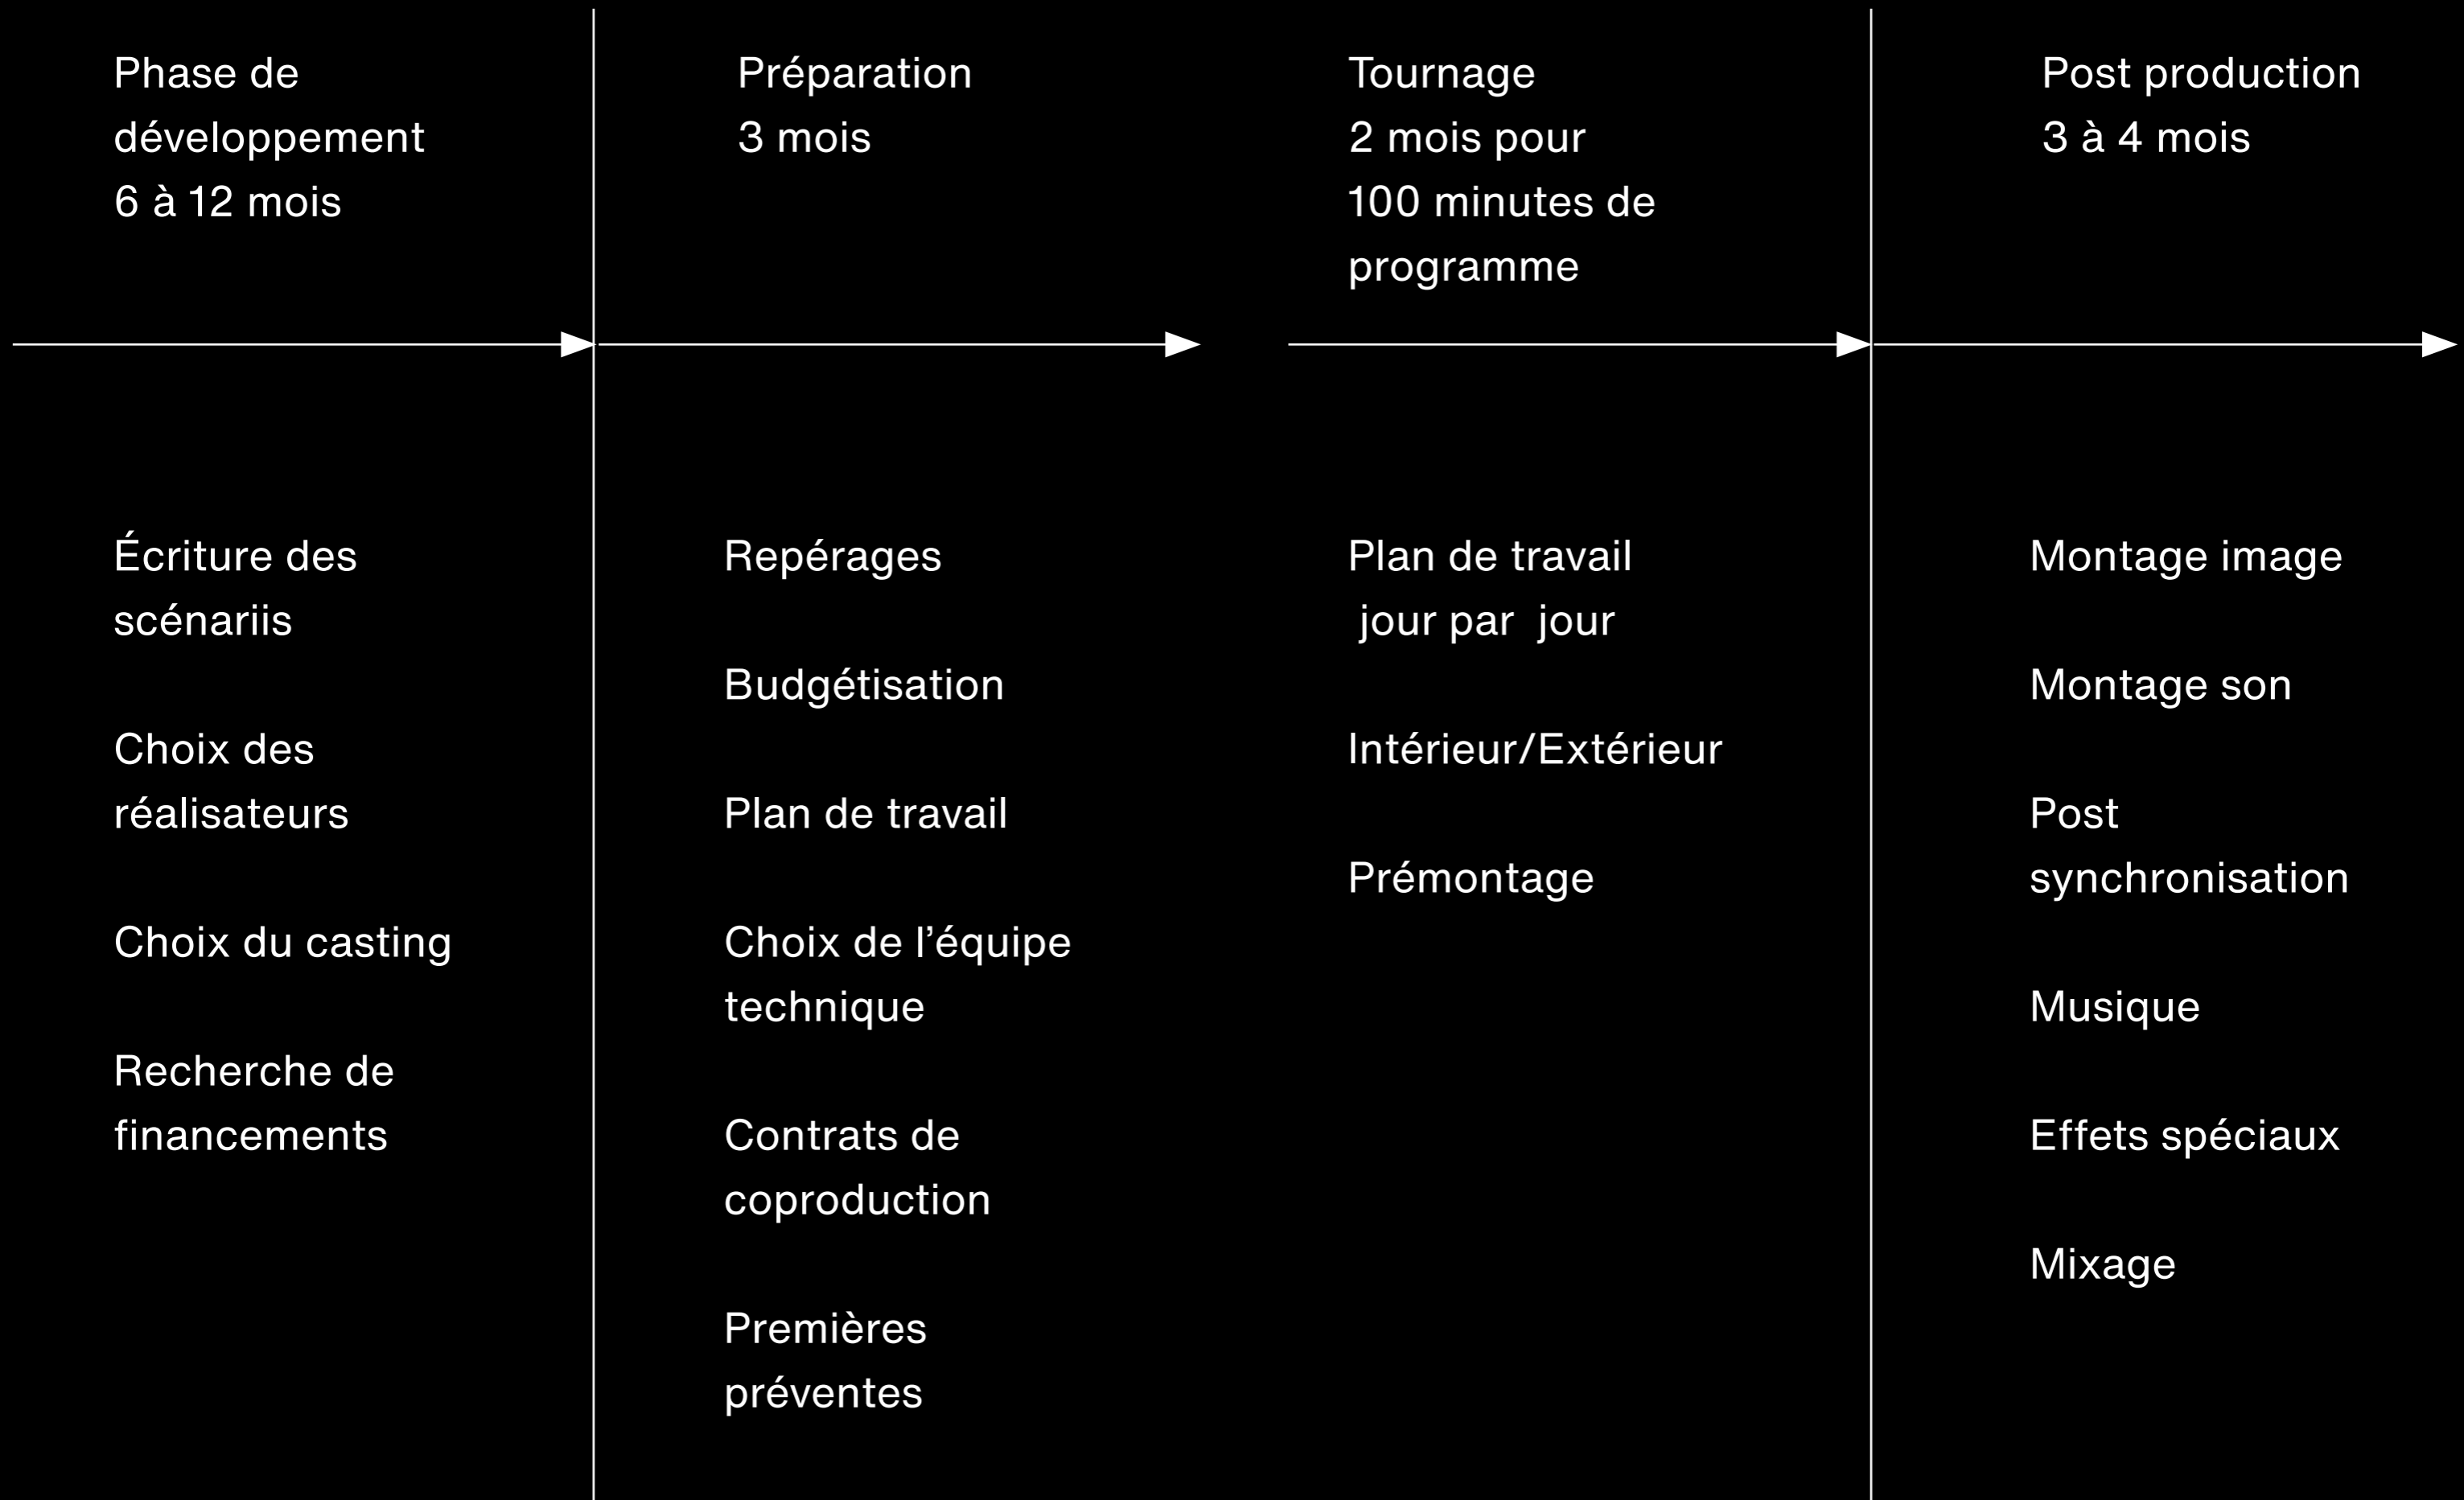 Phase de
développement
6 à 12 mois
Préparation
3 mois
Tournage
2 mois pour
100 minutes de
programme
Post production
3 à 4 mois
Écriture des
scénariis
Choix des
réalisateurs
Choix du casting
Recherche de
financements
Repérages
Budgétisation
Plan de travail
Choix de l’équipe
technique
Contrats de
coproduction
Premières
préventes
Plan de travail
jour par jour
Intérieur/Extérieur
Prémontage
Montage image
Montage son
Post
synchronisation
Musique
Effets spéciaux
Mixage